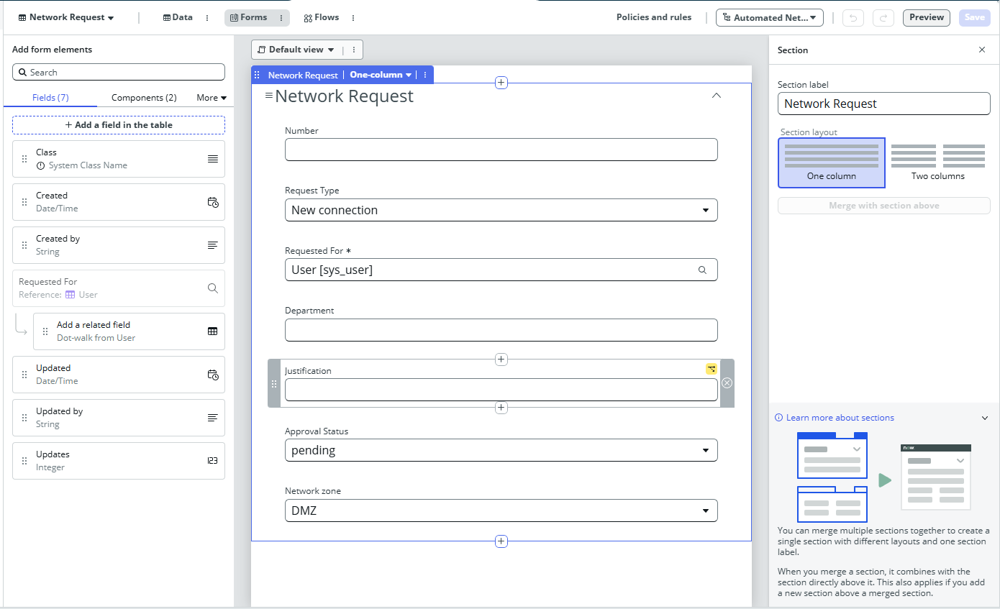 Network Request
Data
Forms
Flows
Policies and rules
Automated Net...
Preview
Save
Add form elements
Search
Fields (7)
Components (2)
More
+ Add a field in the table
Class
System Class Name
Created
Date/Time
Created by
String
Requested For
Reference: User
Add a related field
Dot-walk from User
Updated
Date/Time
Updated by
String
Updates
Integer
123
Default view
Network Request
One-column
Network Request
Number
Request Type
New connection
Requested For *
User [sys_user]
Department
Justification
Approval Status
pending
Network zone
DMZ
Section
Section label
Network Request
Section layout
One column
Two columns
Merge with section above
Learn more about sections
now
You can merge multiple sections together to create a
single section with different layouts and one section
label.
When you merge a section, it combines with the
section directly above it. This also applies if you add
a new section above a merged section.